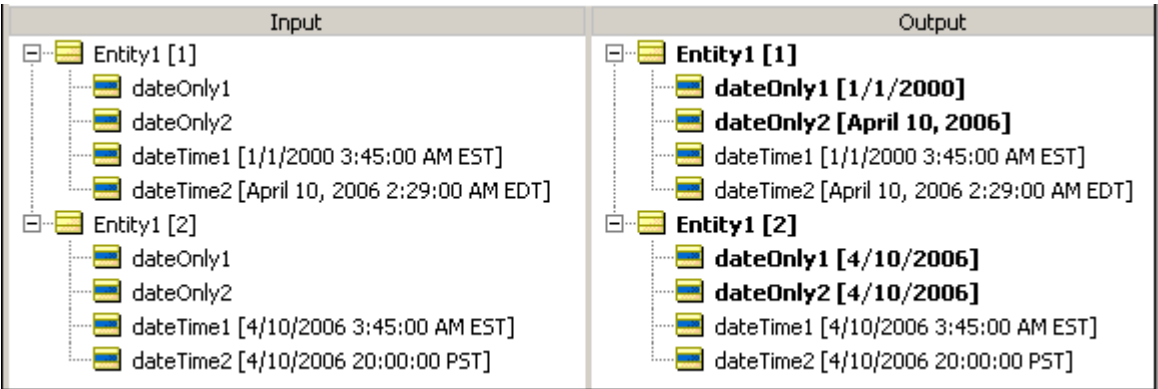 Input
Entity1 [1]
dateOnly1
dateOnly2
dateTime1 [1/1/2000 3:45:00 AM EST]
dateTime2 [April 10, 2006 2:29:00 AM EDT]
Entity1 [2]
dateOnly1
dateOnly2
dateTime1 [4/10/2006 3:45:00 AM EST]
dateTime2 [4/10/2006 20:00:00 PST]
Output
Entity1 [1]
dateOnly1 [1/1/2000]
dateOnly2 [April 10, 2006]
dateTime1 [1/1/2000 3:45:00 AM EST]
dateTime2 [April 10, 2006 2:29:00 AM EDT]
Entity1 [2]
dateOnly1 [4/10/2006]
dateOnly2 [4/10/2006]
dateTime1 [4/10/2006 3:45:00 AM EST]
dateTime2 [4/10/2006 20:00:00 PST]